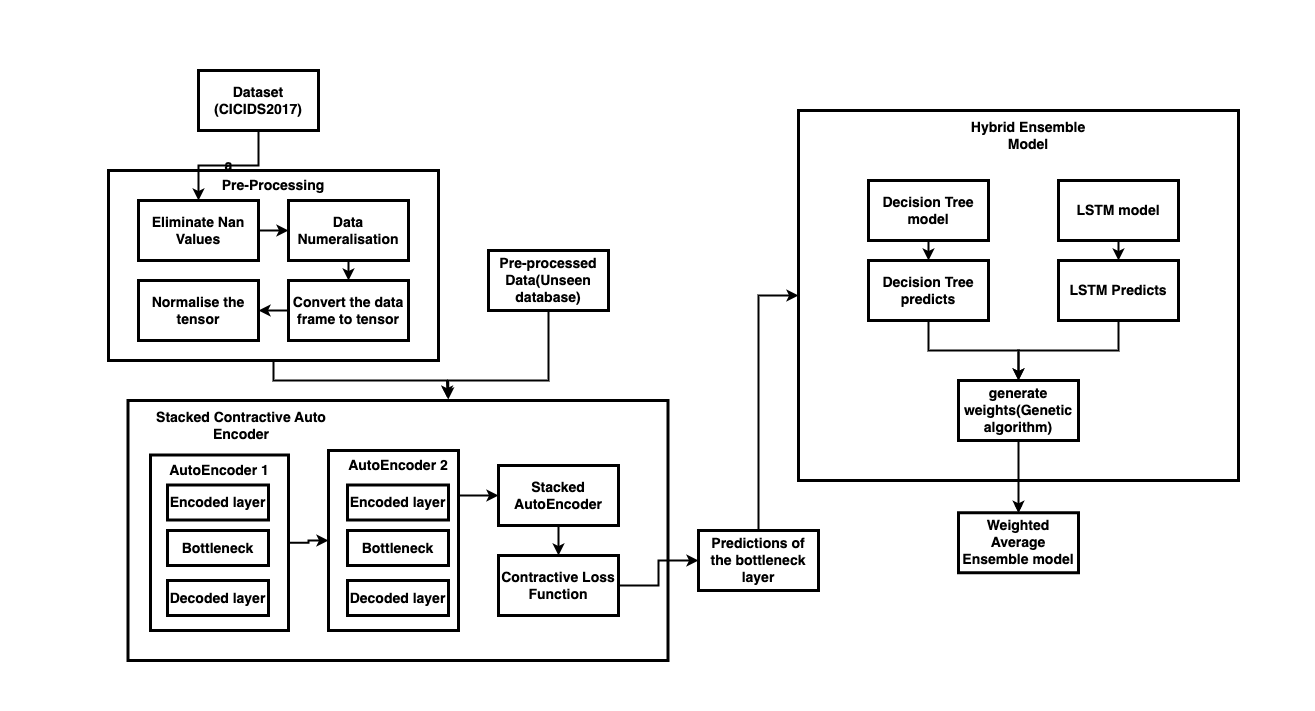 Dataset
(CICIDS2017)
Pre-Processing
Eliminate Nan
Values
Data
Numeralisation
Normalise the
tensor
Convert the data
frame to tensor
Pre-processed
Data(Unseen
database)
Stacked Contractive Auto
Encoder
AutoEncoder 1
Encoded layer
Bottleneck
Decoded layer
AutoEncoder 2
Encoded layer
Bottleneck
Decoded layer
Stacked
AutoEncoder
Contractive Loss
Function
Predictions of
the bottleneck
layer
Hybrid Ensemble
Model
Decision Tree
model
LSTM model
Decision Tree
predicts
LSTM Predicts
generate
weights(Genetic
algorithm)
Weighted
Average
Ensemble model